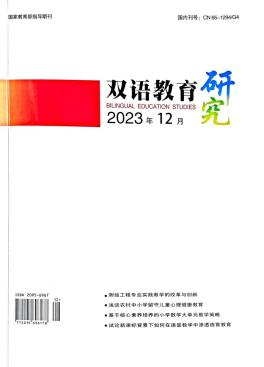 国家教育部指导期刊
国内刊号: CN:65-1294/G4
双语教育研究
BILINGUAL EDUCATION STUDIES
2023年12月
ISSN 2095-6967
12>
● 测绘工程专业实践教学的改革与创新
● 浅谈农村中小学留守儿童心理健康教育
● 基于核心素养培养的小学数学大单元教学策略
● 试论新课标背景下如何在课堂教学中渗透德育教育